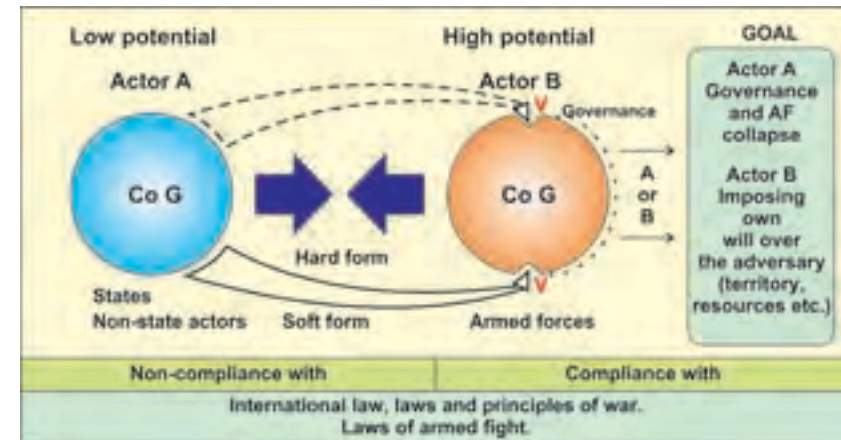 Low potential
High potential
GOAL
Actor A
Actor B
Co G
Co G
V
Governance
V
Hard form
Soft form
States
Non-state actors
Armed forces
A
or
B
Actor A
Governance
and AF
collapse
Actor B
Imposing
own
will over
the adversary
(territory,
resources etc.)
Non-compliance with
Compliance with
International law, laws and principles of war.
Laws of armed fight.